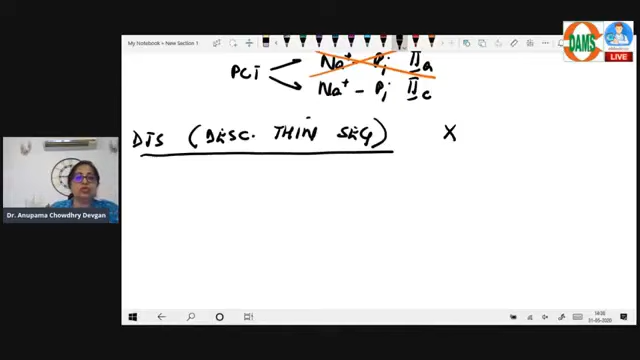 My Notebook > New Section 1
DAMS
LIVE
PCT Na⁺ - Pi IIa
Na⁺ - Pi IIc
DTS (DESC. THIN SEG) X
Dr. Anupama Chowdhry Devgan
14:28
01-05-2020